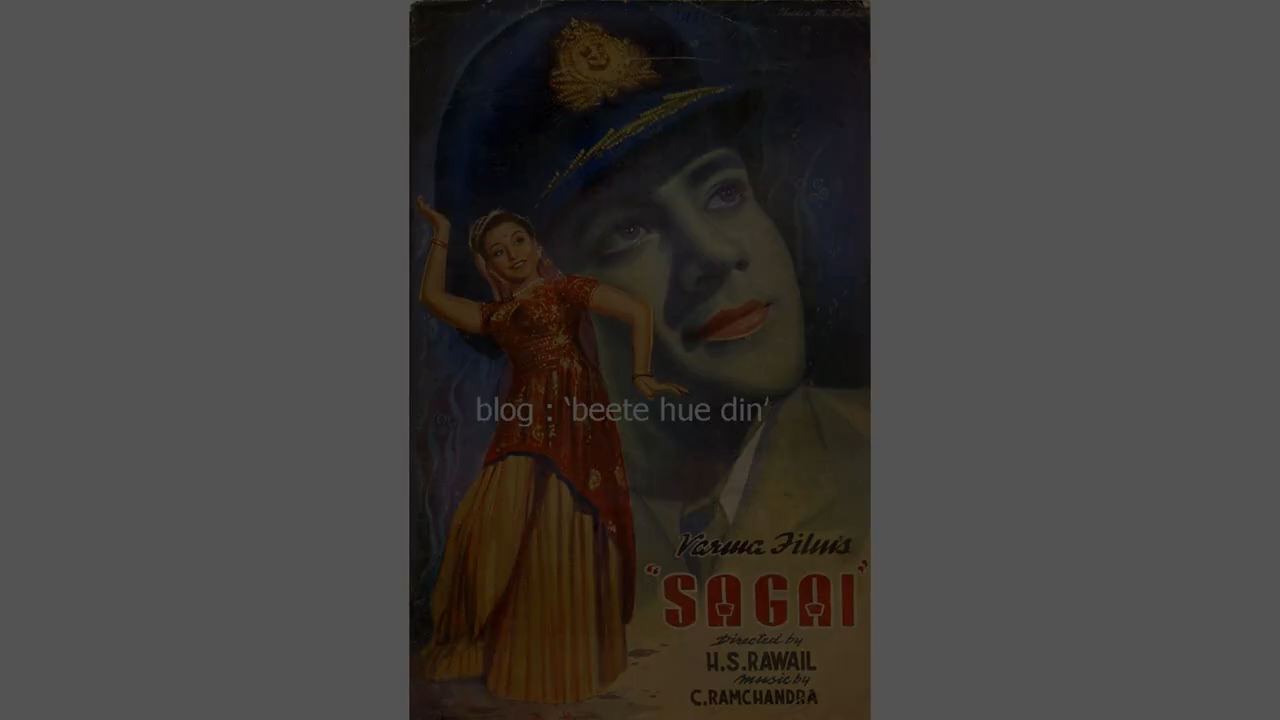 blog : ‘beete hue din’
Varma Films
"SAGAI"
Directed by
H.S.RAWAIL
music by
C.RAMCHANDRA